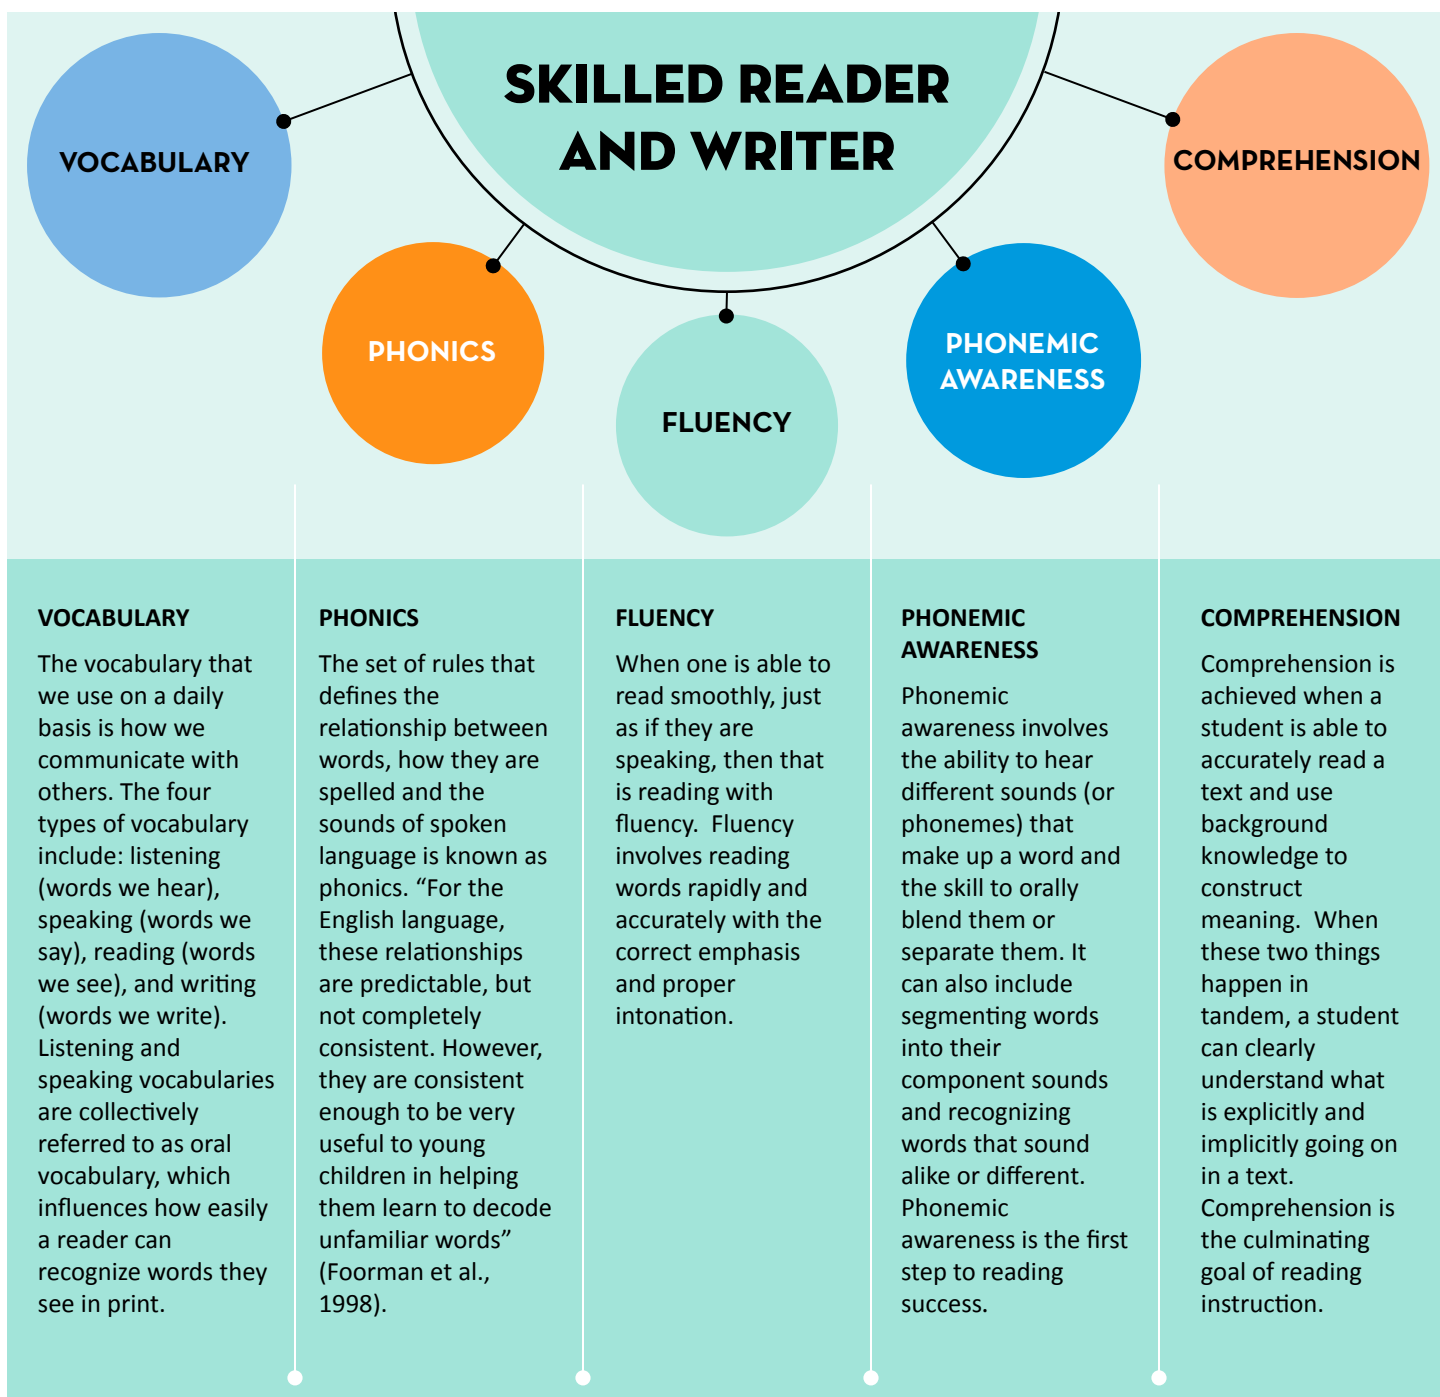 SKILLED READER
AND WRITER
VOCABULARY
COMPREHENSION
PHONICS
PHONEMIC
AWARENESS
FLUENCY
VOCABULARY
The vocabulary that
we use on a daily
basis is how we
communicate with
others. The four
types of vocabulary
include: listening
(words we hear),
speaking (words we
say), reading (words
we see), and writing
(words we write).
Listening and
speaking vocabularies
are collectively
referred to as oral
vocabulary, which
influences how easily
a reader can
recognize words they
see in print.
PHONICS
The set of rules that
defines the
relationship between
words, how they are
spelled and the
sounds of spoken
language is known as
phonics. “For the
English language,
these relationships
are predictable, but
not completely
consistent. However,
they are consistent
enough to be very
useful to young
children in helping
them learn to decode
unfamiliar words”
(Foorman et al.,
1998).
FLUENCY
When one is able to
read smoothly, just
as if they are
speaking, then that
is reading with
fluency.  Fluency
involves reading
words rapidly and
accurately with the
correct emphasis
and proper
intonation.
PHONEMIC
AWARENESS
Phonemic
awareness involves
the ability to hear
different sounds (or
phonemes) that
make up a word and
the skill to orally
blend them or
separate them. It
can also include
segmenting words
into their
component sounds
and recognizing
words that sound
alike or different.
Phonemic
awareness is the first
step to reading
success.
COMPREHENSION
Comprehension is
achieved when a
student is able to
accurately read a
text and use
background
knowledge to
construct
meaning.  When
these two things
happen in
tandem, a student
can clearly
understand what
is explicitly and
implicitly going on
in a text.
Comprehension is
the culminating
goal of reading
instruction.